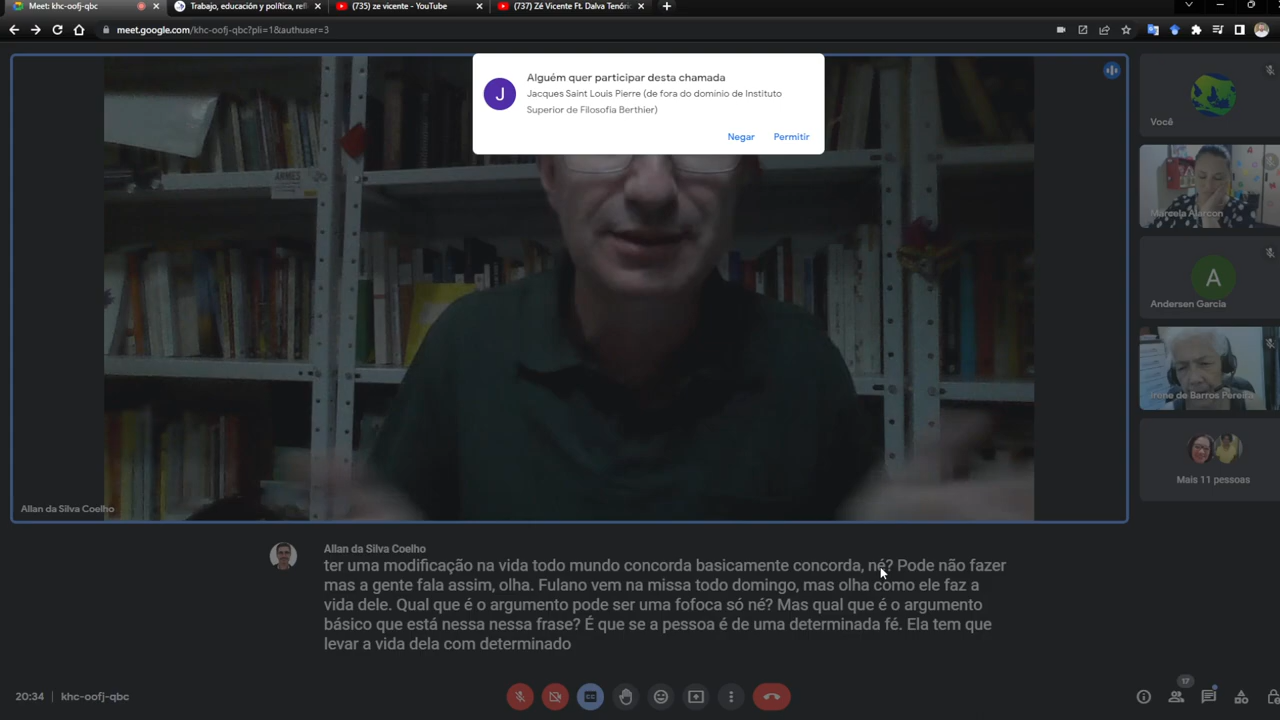 Meet: khc-oofj-qbc
Trabajo, educación y política, refl
(735) ze vicente - YouTube
(737) Zé Vicente Ft. Dalva Tenóri
meet.google.com/khc-oofj-qbc?pli=1&authuser=3
Alguém quer participar desta chamada
J
Jacques Saint Louis Pierre (de fora do domínio de Instituto
Superior de Filosofia Berthier)
Negar
Permitir
ANNIES
Você
Marcela Alarcon
A
Andersen Garcia
Irene de Barros Pereira
Mais 11 pessoas
Allan da Silva Coelho
Allan da Silva Coelho
ter uma modificação na vida todo mundo concorda basicamente concorda, né? Pode não fazer
mas a gente fala assim, olha. Fulano vem na missa todo domingo, mas olha como ele faz a
vida dele. Qual que é o argumento pode ser uma fofoca só né? Mas qual que é o argumento
básico que está nessa nessa frase? É que se a pessoa é de uma determinada fé. Ela tem que
levar a vida dela com determinado
20:34
khc-oofj-qbc
CC
17